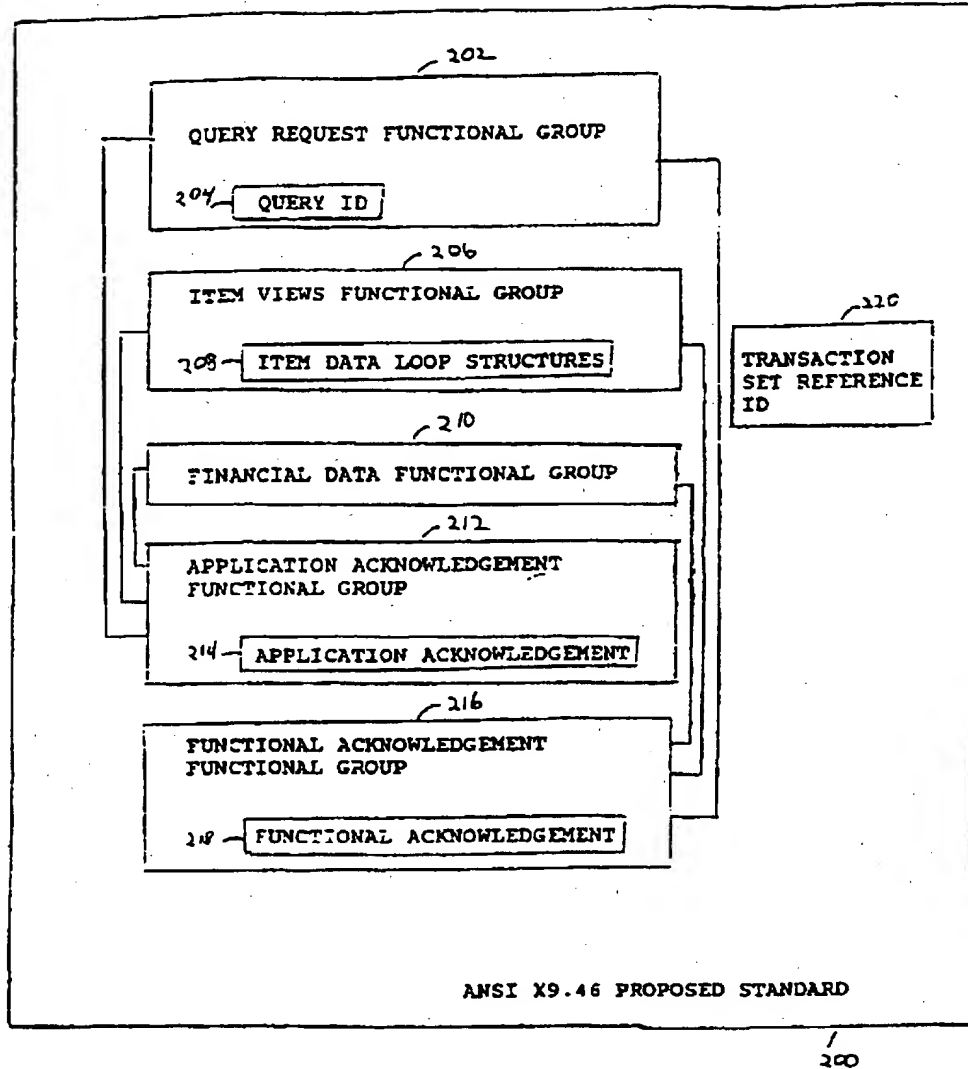 202
QUERY REQUEST FUNCTIONAL GROUP
204 QUERY ID
206
ITEM VIEWS FUNCTIONAL GROUP
208 ITEM DATA LOOP STRUCTURES
220
TRANSACTION
SET REFERENCE
ID
210
FINANCIAL DATA FUNCTIONAL GROUP
212
APPLICATION ACKNOWLEDGEMENT
FUNCTIONAL GROUP
214 APPLICATION ACKNOWLEDGEMENT
216
FUNCTIONAL ACKNOWLEDGEMENT
FUNCTIONAL GROUP
218 FUNCTIONAL ACKNOWLEDGEMENT
ANSI X9.46 PROPOSED STANDARD
200